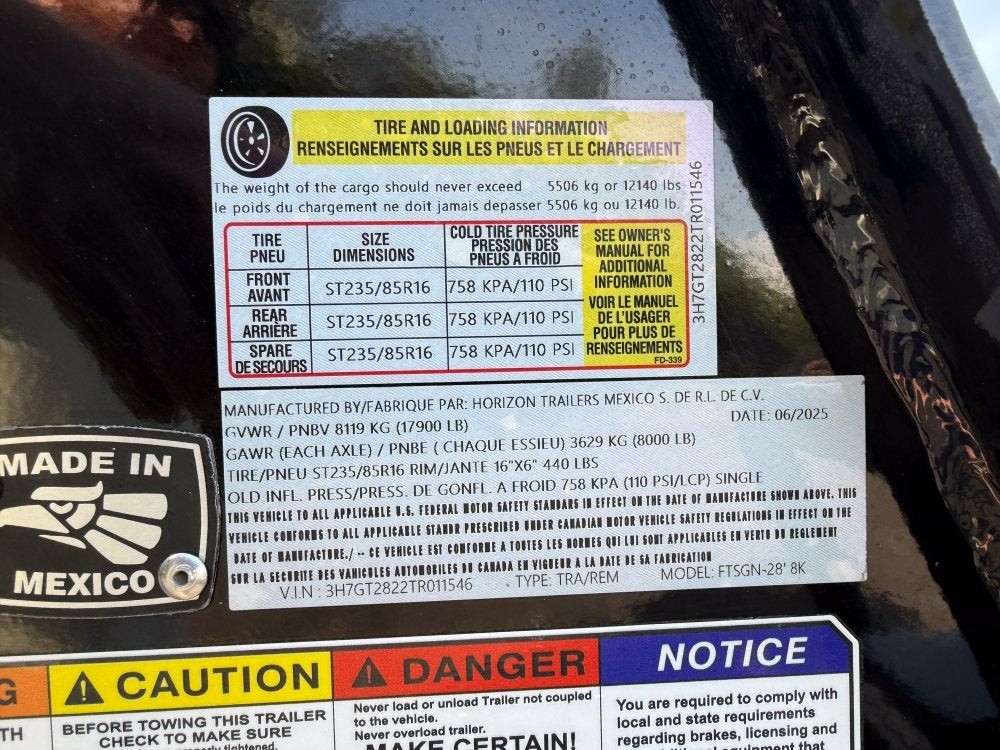 TIRE AND LOADING INFORMATION
RENSEIGNEMENTS SUR LES PNEUS ET LE CHARGEMENT
The weight of the cargo should never exceed 5506 kg or 12140 lbs
le poids du chargement ne doit jamais depasser 5506 kg ou 12140 lb.
TIRE PNEU SIZE DIMENSIONS COLD TIRE PRESSURE PRESSION DES PNEUS A FROID
FRONT AVANT ST235/85R16 758 KPA/110 PSI
REAR ARRIÈRE ST235/85R16 758 KPA/110 PSI
SPARE DE SECOURS ST235/85R16 758 KPA/110 PSI
SEE OWNER'S
MANUAL FOR
ADDITIONAL
INFORMATION
VOIR LE MANUEL
DE L'USAGER
POUR PLUS DE
RENSEIGNEMENTS
FD-339
3H7GT2822TR011546
MANUFACTURED BY/FABRIQUE PAR: HORIZON TRAILERS MEXICO S. DE R.L. DE C.V.
GVWR / PNBV 8119 KG (17900 LB) DATE: 06/2025
GAWR (EACH AXLE) / PNBE ( CHAQUE ESSIEU) 3629 KG (8000 LB)
TIRE/PNEU ST235/85R16 RIM/JANTE 16"X6" 440 LBS
OLD INFL. PRESS/PRESS. DE GONFL. A FROID 758 KPA (110 PSI/LCP) SINGLE
THIS VEHICLE TO ALL APPLICABLE U.S. FEDERAL MOTOR SAFETY STANDARS IN EFFECT ON THE DATE OF MANUFACTURE SHOWN ABOVE. THIS
VEHICLE CONFORMS TO ALL APPLICABLE STANDR PRESCRIBED UNDER CANADIAN MOTOR VEHICLE SAFETY REGULATIONS IN EFFECT ON THE
DATE OF MANUFACTURE./ -- CE VEHICLE EST CONFORME A TOUTES LES NORMES QUI LUI SONT APPLICABLES EN VERTU DU REGLEMENT
SUR LA SECURITE DES VAHICULES AUTOMOBILES DU CANADA EN VIGUEUR A LA DATE DE SA FABRICATION
V.I.N : 3H7GT2822TR011546 . TYPE: TRA/REM MODEL: FTSGN-28' 8K
MADE IN
MEXICO
G
TH
CAUTION
BEFORE TOWING THIS TRAILER
CHECK TO MAKE SURE
tightened.
DANGER
Never load or unload Trailer not coupled
to the vehicle.
Never overload trailer.
MAKE CERTAIN!
NOTICE
You are required to comply with
local and state requirements
regarding brakes, licensing and
equipment that